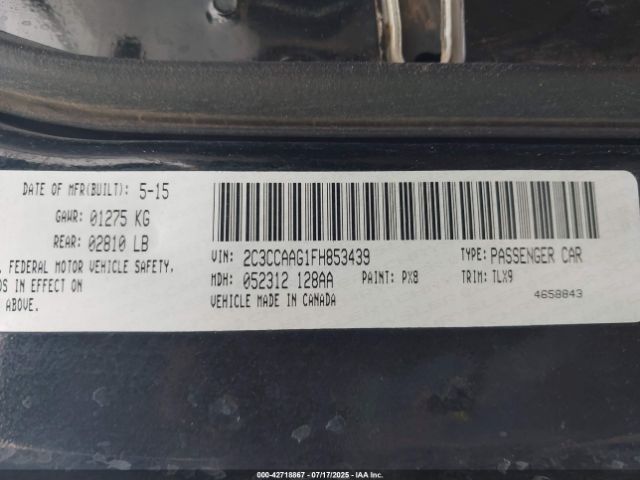 DATE OF MFR(BUILT): 5-15
GAWR: 01275 KG
REAR: 02810 LB
FEDERAL MOTOR VEHICLE SAFETY,
IN EFFECT ON
ABOVE.
VIN: 2C3CCAAG1FH853439
TYPE: PASSENGER CAR
MDH: 052312 128AA
PAINT: PX8
TRIM: TLX9
VEHICLE MADE IN CANADA
4658843
000-42718867 - 07/17/2025 - IAA Inc.